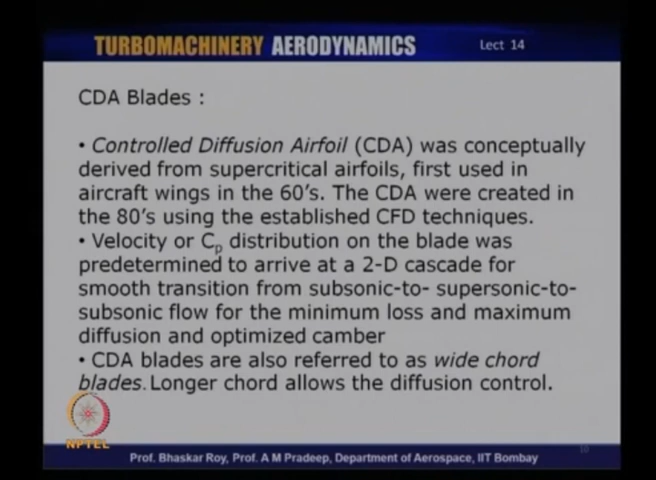 TURBOMACHINERY AERODYNAMICS Lect 14
CDA Blades :
• Controlled Diffusion Airfoil (CDA) was conceptually
derived from supercritical airfoils, first used in
aircraft wings in the 60's. The CDA were created in
the 80's using the established CFD techniques.
• Velocity or Cp distribution on the blade was
predetermined to arrive at a 2-D cascade for
smooth transition from subsonic-to- supersonic-to-
subsonic flow for the minimum loss and maximum
diffusion and optimized camber
• CDA blades are also referred to as wide chord
blades. Longer chord allows the diffusion control.
NPTEL
Prof. Bhaskar Roy, Prof. A M Pradeep, Department of Aerospace, IIT Bombay
10